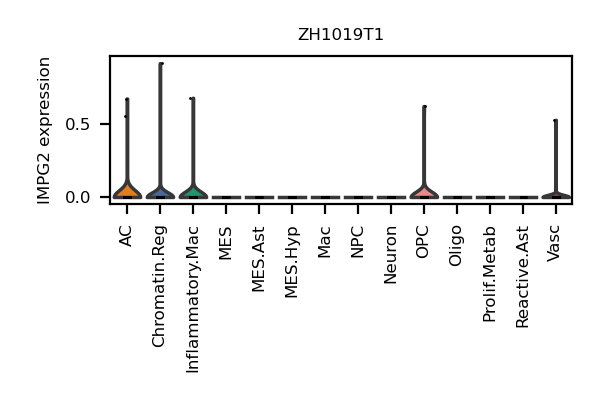 ZH1019T1
IMPG2 expression
0.5
0.0
AC
Chromatin.Reg
Inflammatory.Mac
MES
MES.Ast
MES.Hyp
Mac
NPC
Neuron
OPC
Oligo
Prolif.Metab
Reactive.Ast
Vasc